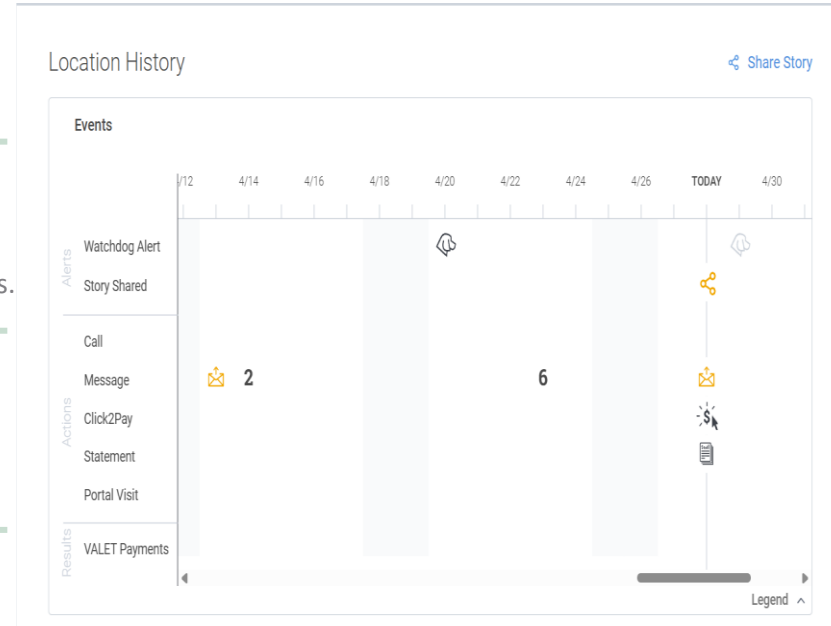 Location History
Share Story
Events
/12 4/14 4/16 4/18 4/20 4/22 4/24 4/26 TODAY 4/30
Alerts
Watchdog Alert
Story Shared
s.
Actions
Call
Message 2 6
Click2Pay
Statement
Portal Visit
Results
VALET Payments
Legend